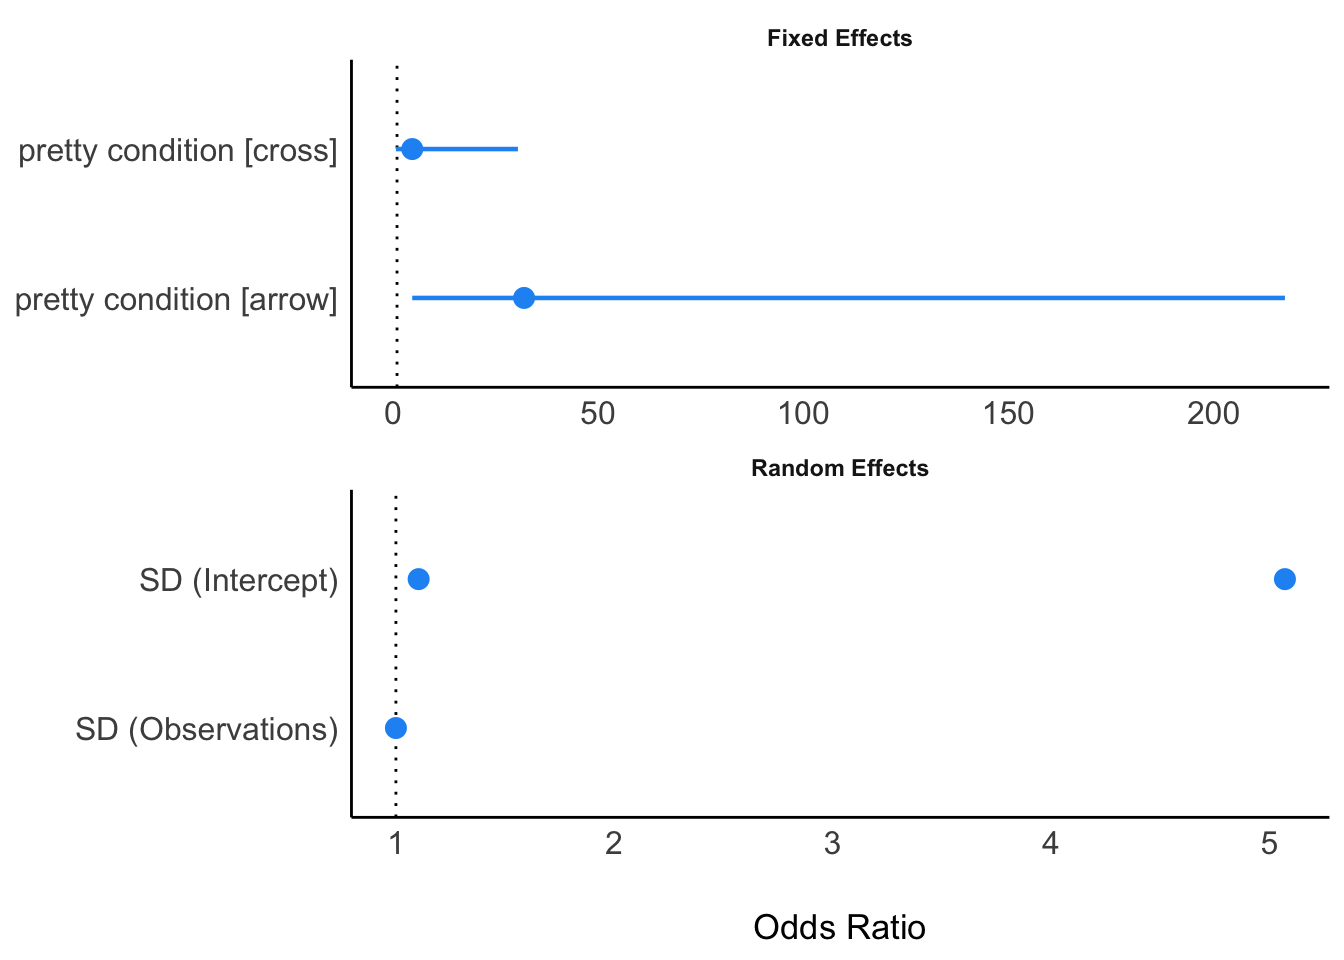 Fixed Effects
pretty condition [cross]
pretty condition [arrow]
0 50 100 150 200
Random Effects
SD (Intercept)
SD (Observations)
1 2 3 4 5
Odds Ratio